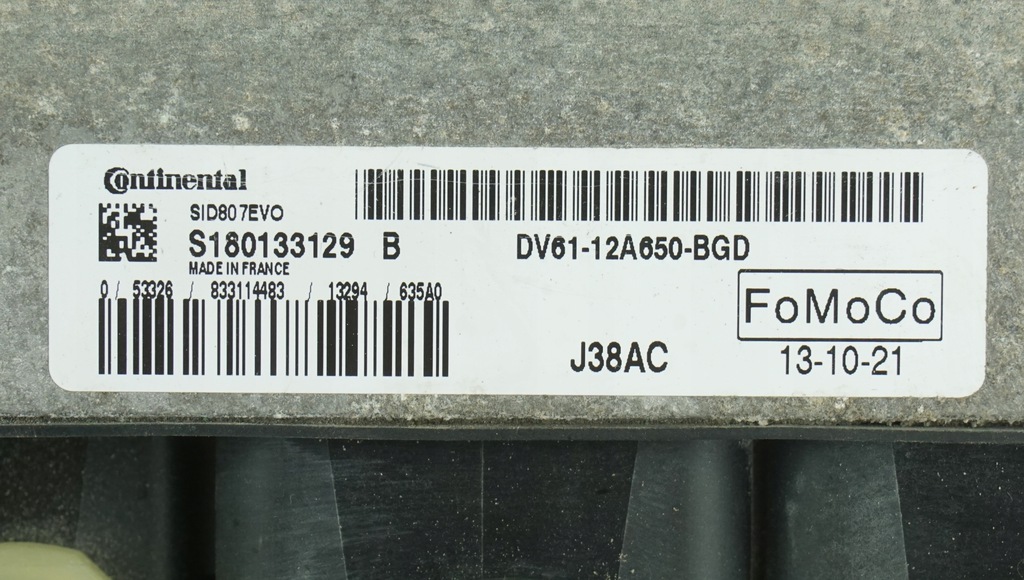 Continental
SID807EVO
S180133129 B
DV61-12A650-BGD
MADE IN FRANCE
0 / 53326 / 833114483 / 13294 / 635A0
FoMoCo
J38AC
13-10-21